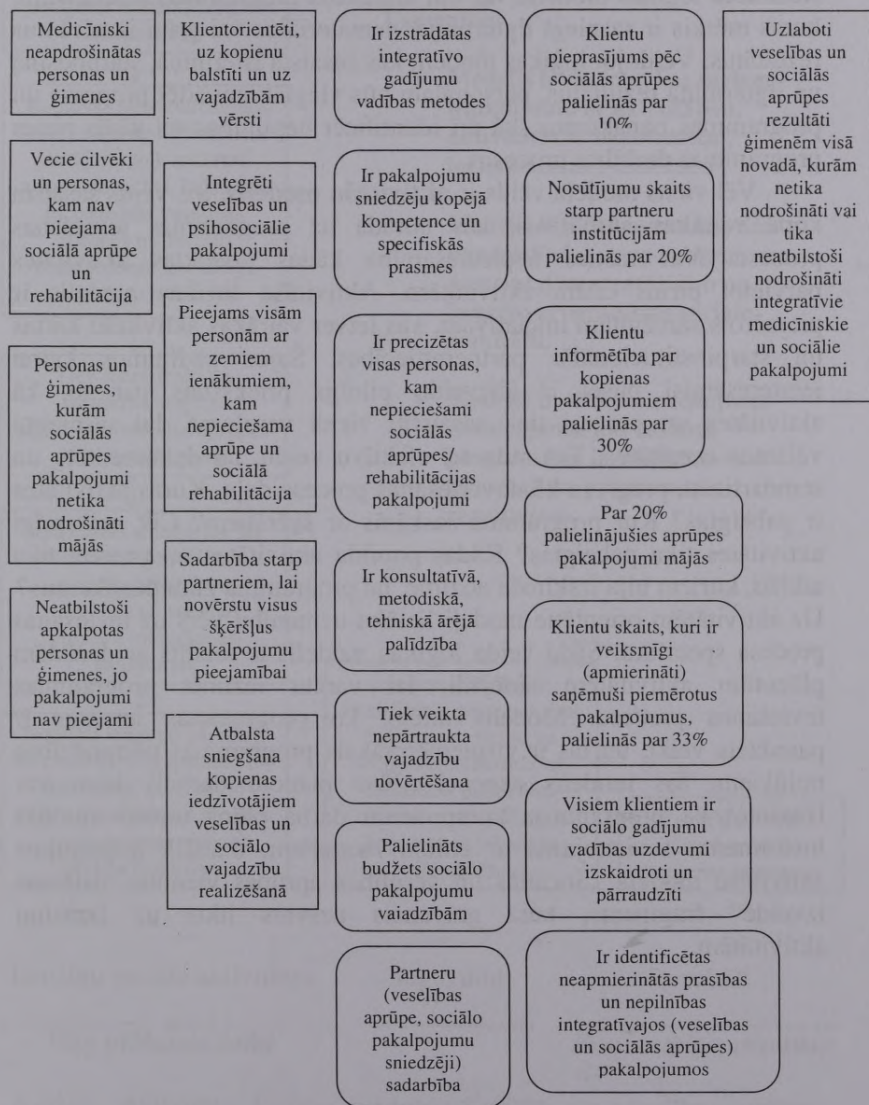 Medicīniski
neapdrošinātas
personas un
ģimenes
Vecie cilvēki
un personas,
kam nav
pieejama
sociālā aprūpe
un
rehabilitācija
Personas un
ģimenes,
kurām
sociālās
aprūpes
pakalpojumi
netika
nodrošināti
mājās
Neatbilstoši
apkalpotas
personas un
ģimenes, jo
pakalpojumi
nav pieejami
Klientorientēti,
uz kopienu
balstīti un uz
vajadzībām
vērsti
Integrēti
veselības un
psihosociālie
pakalpojumi
Pieejams visām
personām ar
zemiem
ienākumiem,
kam
nepieciešama
aprūpe un
sociālā
rehabilitācija
Sadarbība starp
partneriem, lai
novērstu visus
šķēršļus
pakalpojumu
pieejamībai
Atbalsta
sniegšana
kopienas
iedzīvotājiem
veselības un
sociālo
vajadzību
realizēšanai
Ir izstrādātas
integratīvo
gadījumu
vadības metodes
Ir pakalpojumu
sniedzēju kopējā
kompetence un
specifiskās
prasmes
Ir precizētas
visas personas,
kam
nepieciešami
sociālās
aprūpes/
rehabilitācijas
pakalpojumi
Ir konsultatīvā,
metodiskā,
tehniskā ārējā
palīdzība
Tiek veikta
nepārtraukta
vajadzību
novērtēšana
Palielināts
budžets sociālo
pakalpojumu
vajadzībām
Partneru
(veselības
aprūpe, sociālo
pakalpojumu
sniedzēji)
sadarbība
Klientu
pieprasījums pēc
sociālās aprūpes
palielinās par
10%
Nosūtījumu skaits
starp partneru
institūcijām
palielinās par 20%
Klientu
informētība par
kopienas
pakalpojumiem
palielinās par
30%
Par 20%
palielinājušies aprūpes
pakalpojumi mājās
Klientu skaits, kuri ir
veiksmīgi
(apmierināti)
saņēmuši piemērotus
pakalpojumus,
palielinās par 33%
Visiem klientiem ir
sociālo gadījumu
vadības uzdevumi
izskaidroti un
pārraudzīti
Ir identificētas
neapmierinātās prasības
un nepilnības
integratīvajos (veselības
un sociālās aprūpes)
pakalpojumos
Uzlaboti
veselības un
sociālās
aprūpes
rezultāti
ģimenēm visā
novadā, kurām
netika
nodrošināti vai
tika
neatbilstoši
nodrošināti
integratīvie
medicīniskie
un sociālie
pakalpojumi